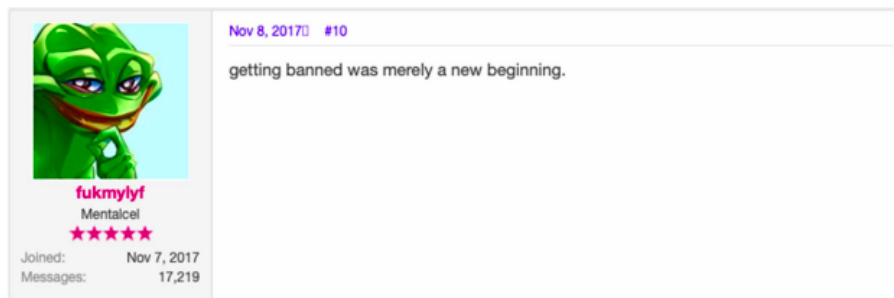 Nov 8, 2017 #10
getting banned was merely a new beginning.
fukmylyf
Mentalcel
Joined: Nov 7, 2017
Messages: 17,219